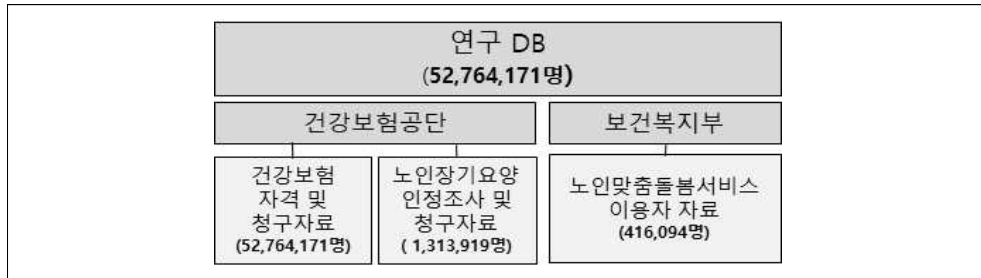 연구 DB
(52,764,171명)
건강보험공단
보건복지부
건강보험
자격 및
청구자료
(52,764,171명)
노인장기요양
인정조사 및
청구자료
( 1,313,919명)
노인맞춤돌봄서비스
이용자 자료
(416,094명)